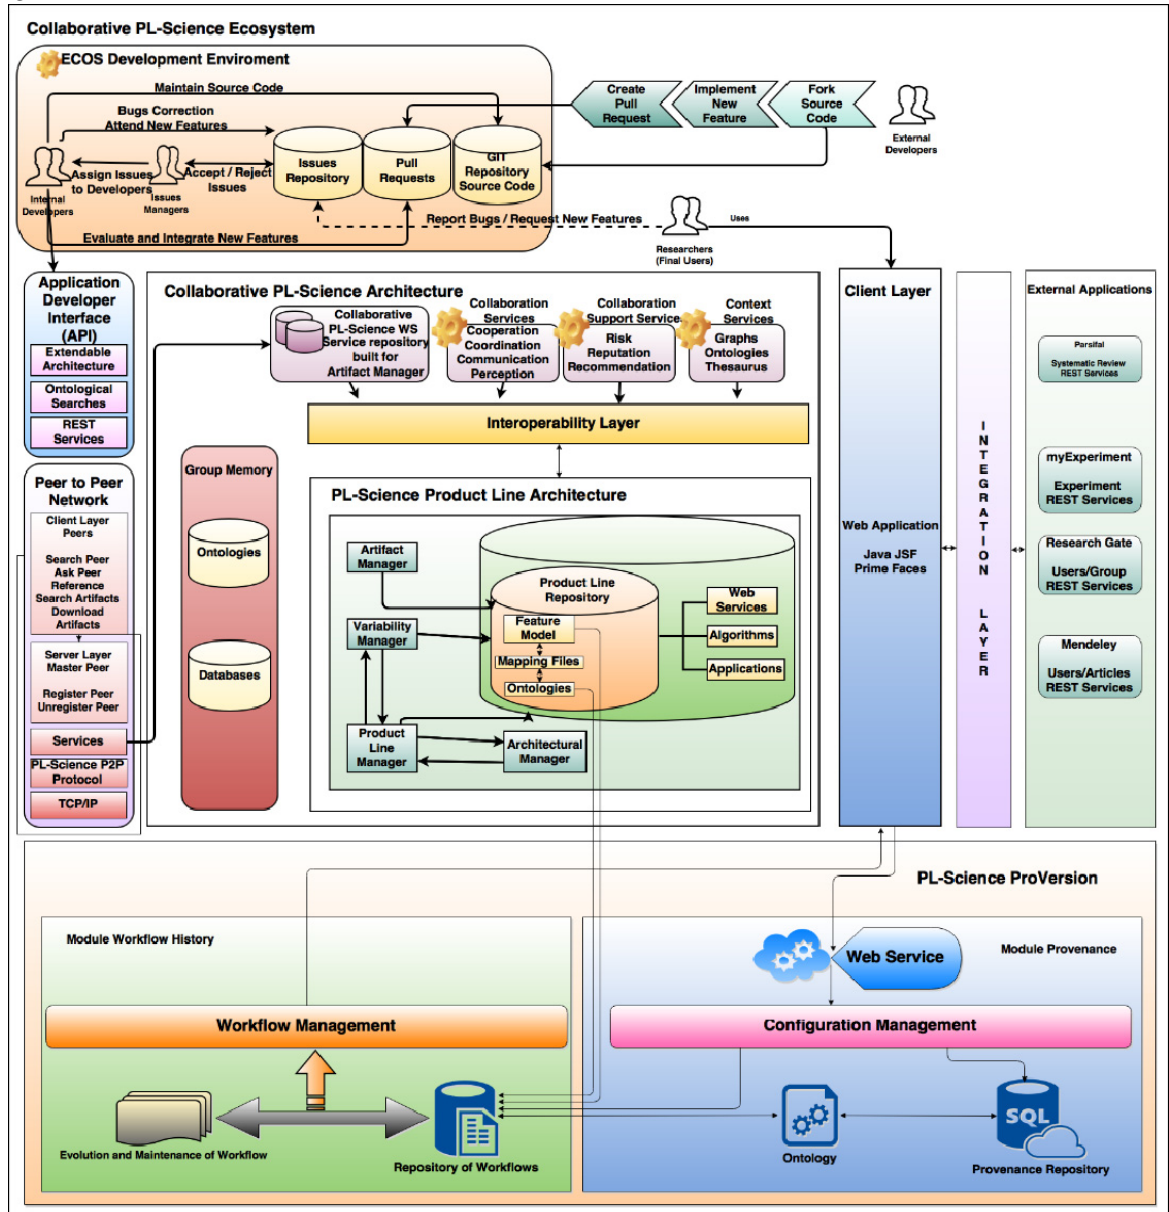 Collaborative PL-Science Ecosystem
ECOS Development Enviroment
Maintain Source Code
Bugs Correction
Attend New Features
Internal
Developers
Assign Issues
to Developers
Issues
Managers
Accept / Reject
Issues
Issues
Repository
Pull
Requests
GIT
Repository
Source Code
Evaluate and Integrate New Features
Create
Pull
Request
Implement
New
Feature
Fork
Source
Code
External
Developers
Report Bugs / Request New Features
Researchers
(Final Users)
Uses
Application
Developer
Interface
(API)
Extendable
Architecture
Ontological
Searches
REST
Services
Peer to Peer
Network
Client Layer
Peers
Search Peer
Ask Peer
Reference
Search Artifacts
Download
Artifacts
Server Layer
Master Peer
Register Peer
Unregister Peer
Services
PL-Science P2P
Protocol
TCP/IP
Collaborative PL-Science Architecture
Collaborative
PL-Science WS
Service repository
built for
Artifact Manager
Collaboration
Services
Cooperation
Coordination
Communication
Perception
Collaboration
Support Service
Risk
Reputation
Recommendation
Context
Services
Graphs
Ontologies
Thesaurus
Interoperability Layer
Group Memory
Ontologies
Databases
PL-Science Product Line Architecture
Artifact
Manager
Variability
Manager
Product
Line
Manager
Architectural
Manager
Product Line
Repository
Feature
Model
Mapping Files
Ontologies
Web
Services
Algorithms
Applications
Client Layer
Web Application
Java JSF
Prime Faces
INTEGRATION
LAYER
External Applications
Parsifal
Systematic Review
REST Services
myExperiment
Experiment
REST Services
Research Gate
Users/Group
REST Services
Mendeley
Users/Articles
REST Services
PL-Science ProVersion
Module Workflow History
Workflow Management
Evolution and Maintenance of Workflow
Repository of Workflows
Module Provenance
Web Service
Configuration Management
Ontology
SQL
Provenance Repository